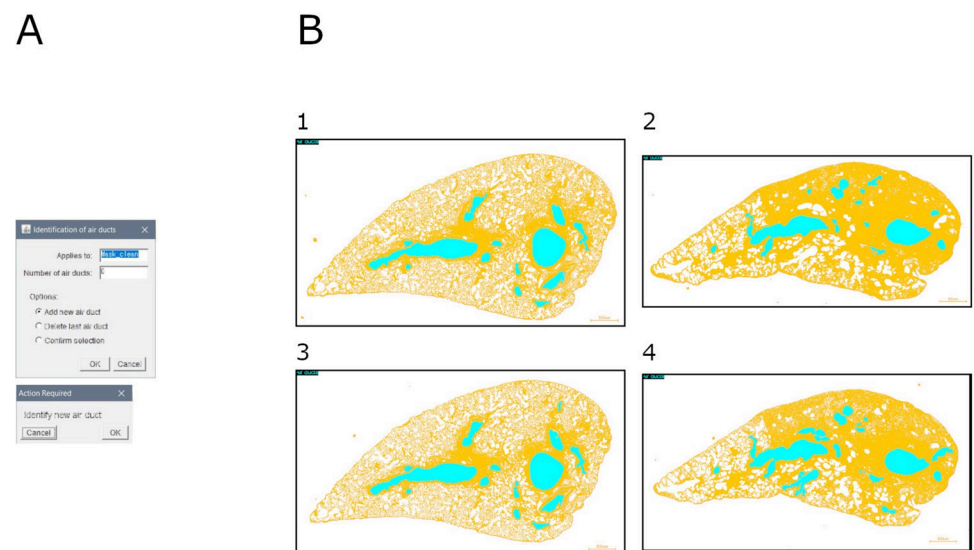 A
B
Identification of air ducts
Applies to: Mask_clean
Number of air ducts: 0
Options:
Add new air duct
Delete last air duct
Confirm selection
OK Cancel
Action Required
Identify new air duct
Cancel OK
1
2
3
4